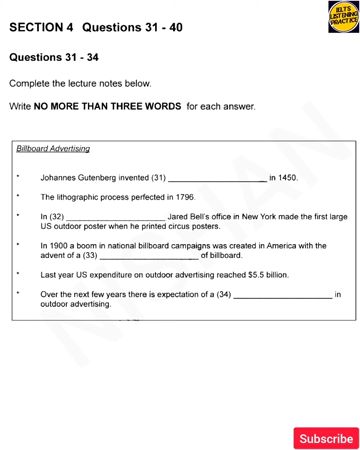 IELTS
LISTENING
PRACTICE
SECTION 4 Questions 31 - 40
Questions 31 - 34
Complete the lecture notes below.
Write NO MORE THAN THREE WORDS for each answer.
Billboard Advertising
* Johannes Gutenberg invented (31) ______________________ in 1450.
* The lithographic process perfected in 1796.
* In (32) ______________________ Jared Bell's office in New York made the first large
US outdoor poster when he printed circus posters.
* In 1900 a boom in national billboard campaigns was created in America with the
advent of a (33) ______________________ of billboard.
* Last year US expenditure on outdoor advertising reached $5.5 billion.
* Over the next few years there is expectation of a (34) ______________________ in
outdoor advertising.
Subscribe